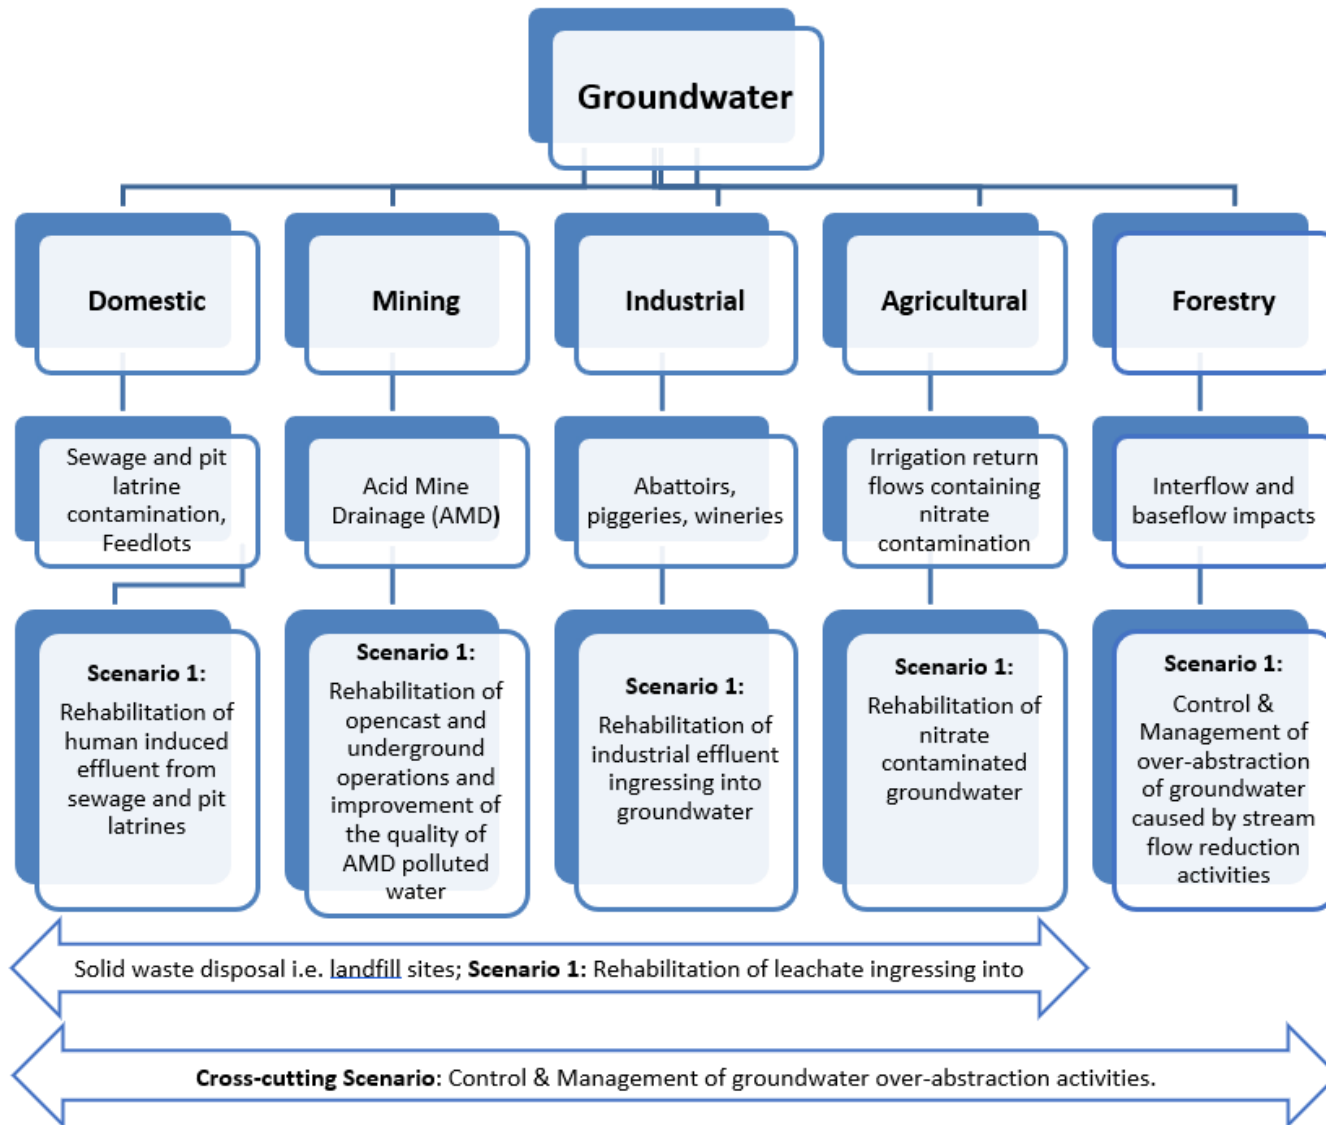 Groundwater
Domestic
Mining
Industrial
Agricultural
Forestry
Sewage and pit
latrine
contamination,
Feedlots
Acid Mine
Drainage (AMD)
Abattoirs,
piggeries, wineries
Irrigation return
flows containing
nitrate
contamination
Interflow and
baseflow impacts
Scenario 1:
Rehabilitation of
human induced
effluent from
sewage and pit
latrines
Scenario 1:
Rehabilitation of
opencast and
underground
operations and
improvement of
the quality of
AMD polluted
water
Scenario 1:
Rehabilitation of
industrial effluent
ingressing into
groundwater
Scenario 1:
Rehabilitation of
nitrate
contaminated
groundwater
Scenario 1:
Control &
Management of
over-abstraction
of groundwater
caused by stream
flow reduction
activities
Solid waste disposal i.e. landfill sites; Scenario 1: Rehabilitation of leachate ingressing into
Cross-cutting Scenario: Control & Management of groundwater over-abstraction activities.